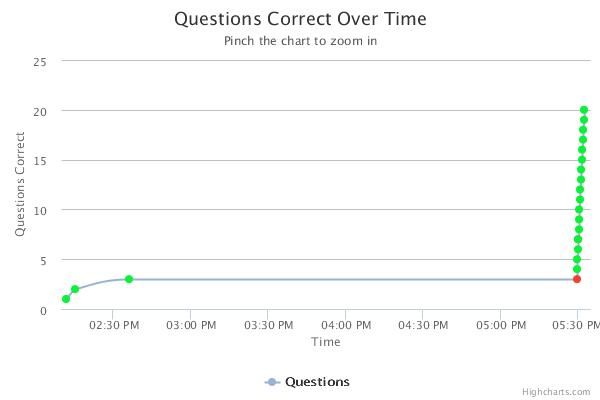 Questions Correct Over Time
Pinch the chart to zoom in
25
20
15
10
5
0
Questions Correct
02:30 PM 03:00 PM 03:30 PM 04:00 PM 04:30 PM 05:00 PM 05:30 PM
Time
Questions
Highcharts.com